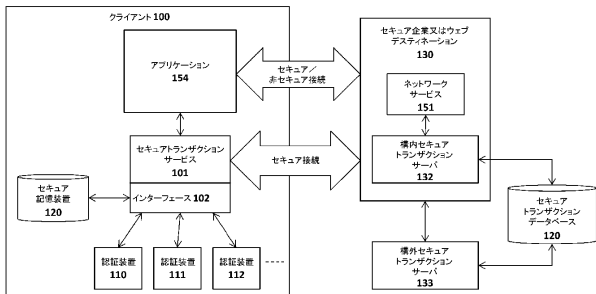 クライアント 100
アプリケーション
154
セキュア／
非セキュア接続
セキュア企業又はウェブ
デスティネーション
130
ネットワーク
サービス
151
セキュアトランザクション
サービス
101
セキュア接続
構内セキュア
トランザクション
サーバ
132
インターフェース 102
セキュア
記憶装置
120
セキュア
トランザクション
データベース
120
認証装置
110
認証装置
111
認証装置
112
構外セキュア
トランザクション
サーバ
133